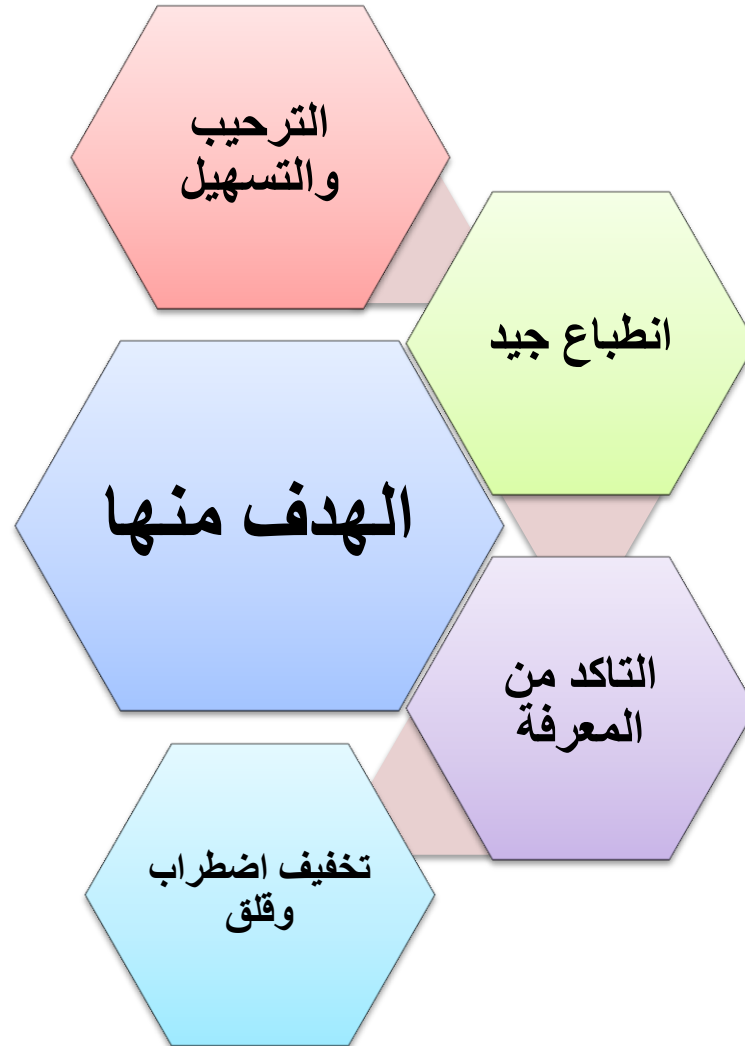 الترحيب
والتسهيل
انطباع جيد
الهدف منها
التاكد من
المعرفة
تخفيف اضطراب
وقلق